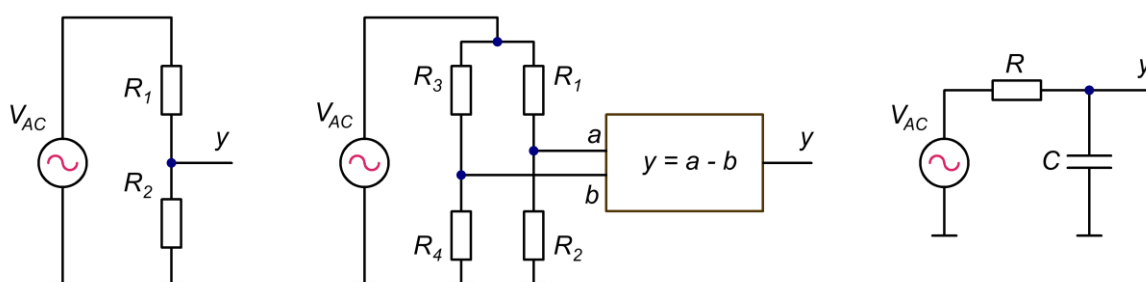 V_AC
R_1
R_2
y
V_AC
R_3
R_1
R_4
R_2
a
b
y = a - b
y
V_AC
R
C
y